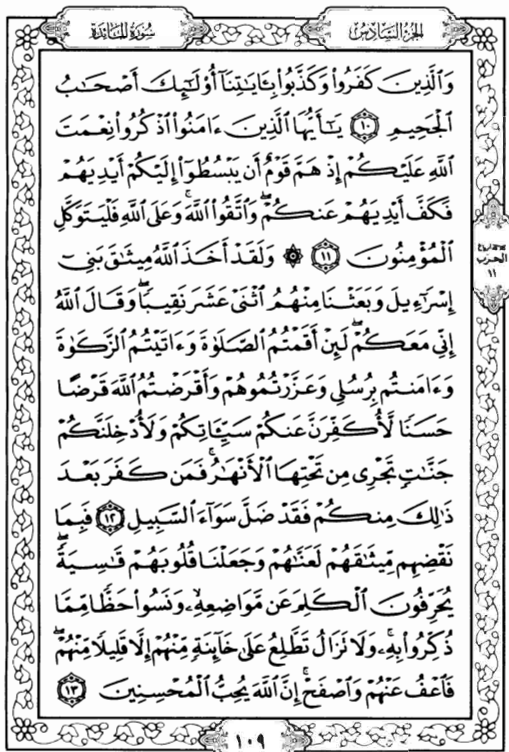 الجزء السادس
سورة المائدة
وَالَّذِينَ كَفَرُوا۟ وَكَذَّبُوا۟ بِـَٔايَـٰتِنَآ أُو۟لَـٰٓئِكَ أَصْحَـٰبُ
ٱلْجَحِيمِ ١٠ يَـٰٓأَيُّهَا ٱلَّذِينَ ءَامَنُوا۟ ٱذْكُرُوا۟ نِعْمَتَ
ٱللَّهِ عَلَيْكُمْ إِذْ هَمَّ قَوْمٌ أَن يَبْسُطُوٓا۟ إِلَيْكُمْ أَيْدِيَهُمْ
فَكَفَّ أَيْدِيَهُمْ عَنكُمْ ۖ وَٱتَّقُوا۟ ٱللَّهَ ۚ وَعَلَى ٱللَّهِ فَلْيَتَوَكَّلِ
ٱلْمُؤْمِنُونَ ١١ ۞ وَلَقَدْ أَخَذَ ٱللَّهُ مِيثَـٰقَ بَنِىٓ
إِسْرَٰٓءِيلَ وَبَعَثْنَا مِنْهُمُ ٱثْنَىْ عَشَرَ نَقِيبًا ۖ وَقَالَ ٱللَّهُ
إِنِّى مَعَكُمْ ۖ لَئِنْ أَقَمْتُمُ ٱلصَّلَوٰةَ وَءَاتَيْتُمُ ٱلزَّكَوٰةَ
وَءَامَنتُم بِرُسُلِى وَعَزَّرْتُمُوهُمْ وَأَقْرَضْتُمُ ٱللَّهَ قَرْضًا
حَسَنًا لَّأُكَفِّرَنَّ عَنكُمْ سَيِّـَٔاتِكُمْ وَلَأُدْخِلَنَّكُمْ
جَنَّـٰتٍ تَجْرِى مِن تَحْتِهَا ٱلْأَنْهَـٰرُ ۚ فَمَن كَفَرَ بَعْدَ
ذَٰلِكَ مِنكُمْ فَقَدْ ضَلَّ سَوَآءَ ٱلسَّبِيلِ ١٢ فَبِمَا
نَقْضِهِم مِّيثَـٰقَهُمْ لَعَنَّـٰهُمْ وَجَعَلْنَا قُلُوبَهُمْ قَـٰسِيَةً ۖ
يُحَرِّفُونَ ٱلْكَلِمَ عَن مَّوَاضِعِهِۦ ۙ وَنَسُوا۟ حَظًّا مِّمَّا
ذُكِّرُوا۟ بِهِۦ ۚ وَلَا تَزَالُ تَطَّلِعُ عَلَىٰ خَآئِنَةٍ مِّنْهُمْ إِلَّا قَلِيلًا مِّنْهُمْ ۖ
فَٱعْفُ عَنْهُمْ وَٱصْفَحْ ۚ إِنَّ ٱللَّهَ يُحِبُّ ٱلْمُحْسِنِينَ ١٣
الحزب
١١
١٠٩